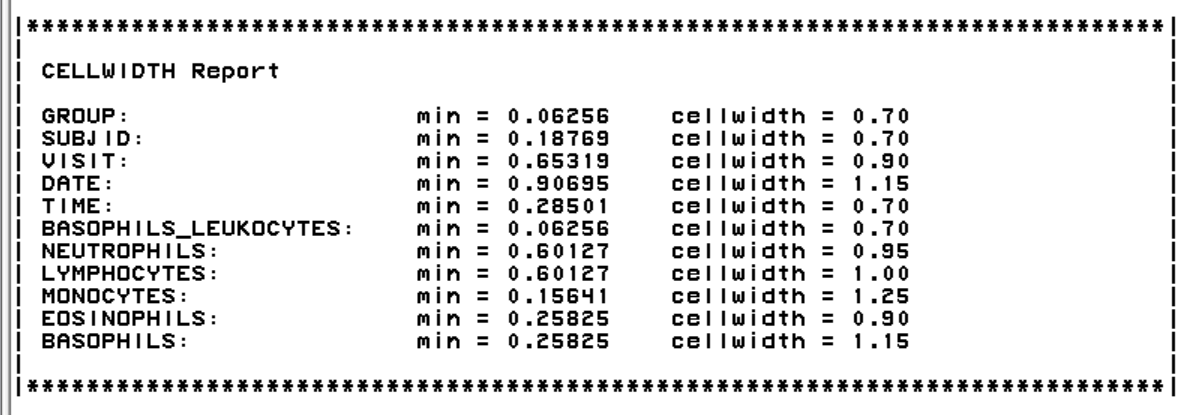 |****************************************************************************|
CELLWIDTH Report
GROUP: min = 0.06256 cellwidth = 0.70
SUBJID: min = 0.18769 cellwidth = 0.70
VISIT: min = 0.65319 cellwidth = 0.90
DATE: min = 0.90695 cellwidth = 1.15
TIME: min = 0.28501 cellwidth = 0.70
BASOPHILS_LEUKOCYTES: min = 0.06256 cellwidth = 0.70
NEUTROPHILS: min = 0.60127 cellwidth = 0.95
LYMPHOCYTES: min = 0.60127 cellwidth = 1.00
MONOCYTES: min = 0.15641 cellwidth = 1.25
EOSINOPHILS: min = 0.25825 cellwidth = 0.90
BASOPHILS: min = 0.25825 cellwidth = 1.15
|****************************************************************************|